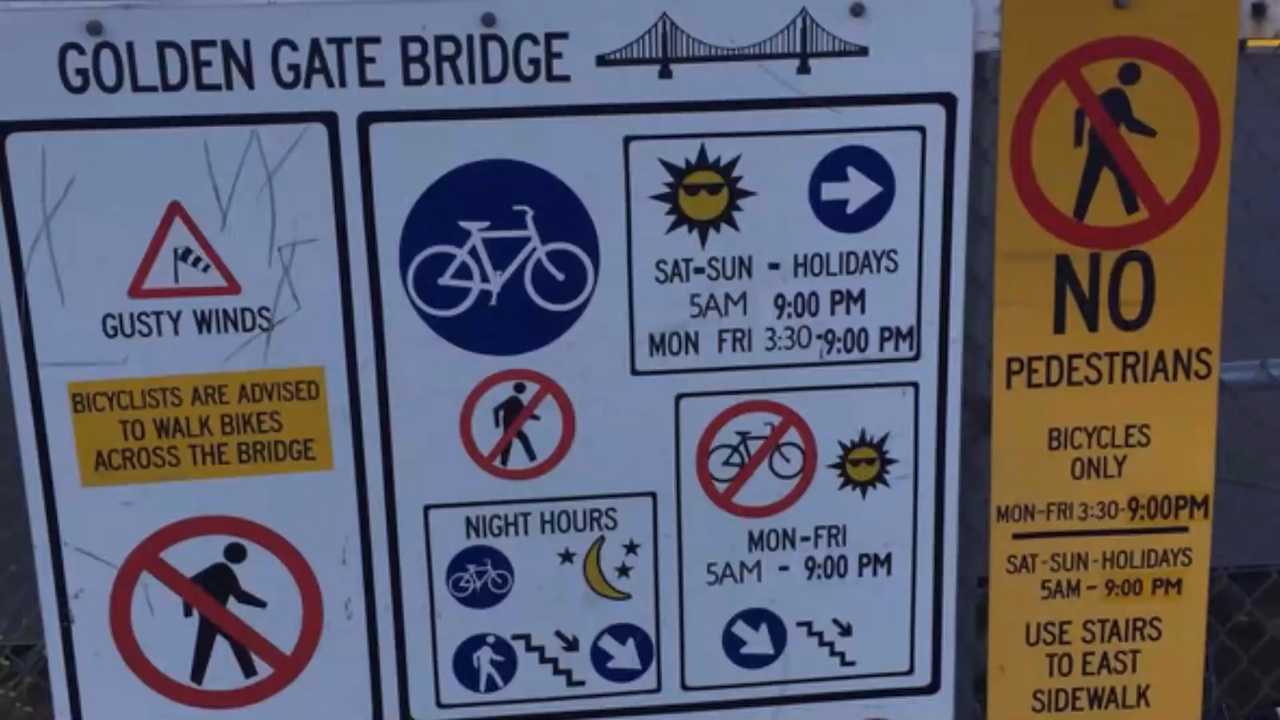 GOLDEN GATE BRIDGE
GUSTY WINDS
BICYCLISTS ARE ADVISED
TO WALK BIKES
ACROSS THE BRIDGE
SAT-SUN - HOLIDAYS
5AM 9:00 PM
MON FRI 3:30-9:00 PM
NIGHT HOURS
MON-FRI
5AM - 9:00 PM
NO
PEDESTRIANS
BICYCLES
ONLY
MON-FRI 3:30-9:00PM
SAT-SUN-HOLIDAYS
5AM - 9:00 PM
USE STAIRS
TO EAST
SIDEWALK